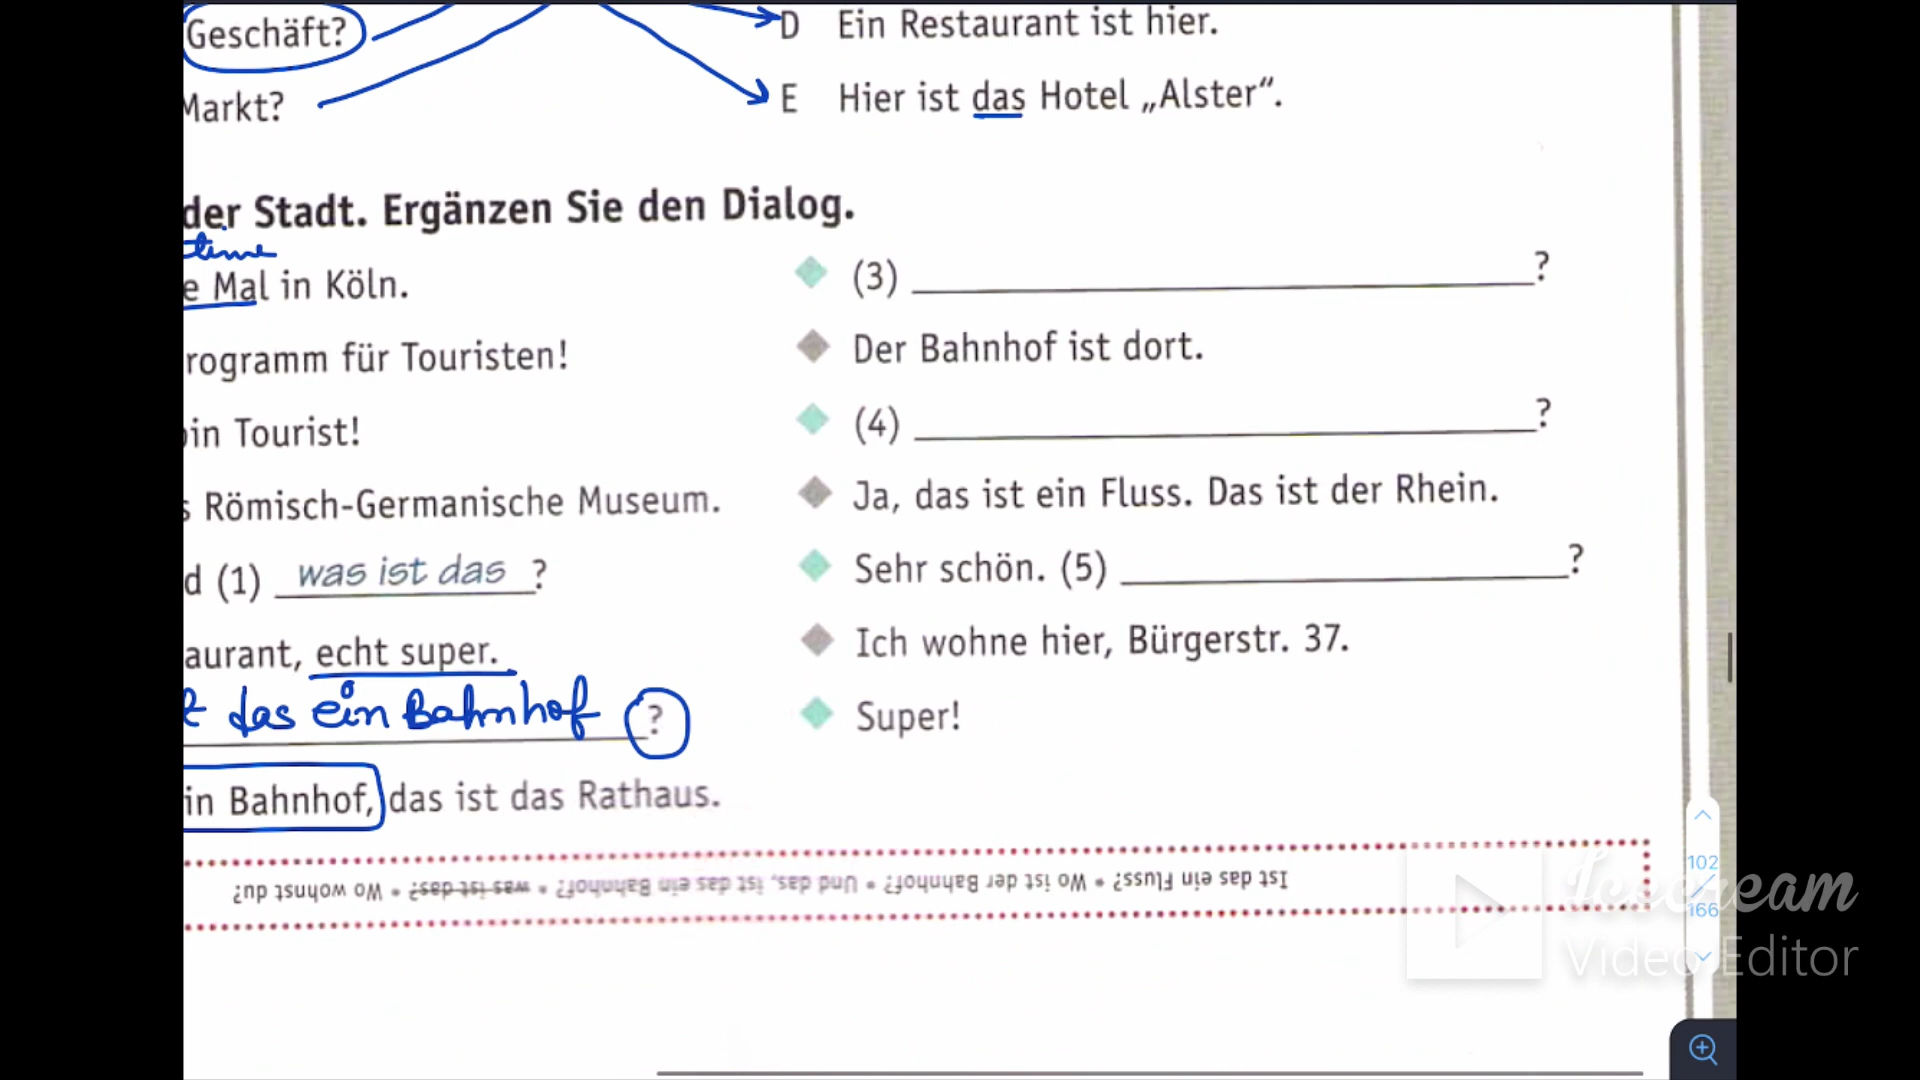 Geschäft?
Markt?
D Ein Restaurant ist hier.
E Hier ist das Hotel „Alster“.
der Stadt. Ergänzen Sie den Dialog.
time
e Mal in Köln.
rogramm für Touristen!
bin Tourist!
s Römisch-Germanische Museum.
d (1) was ist das ?
aurant, echt super.
das ein Bahnhof ?
in Bahnhof, das ist das Rathaus.
(3) ?
Der Bahnhof ist dort.
(4) ?
Ja, das ist ein Fluss. Das ist der Rhein.
Sehr schön. (5) ?
Ich wohne hier, Bürgerstr. 37.
Super!
Ist das ein Fluss? • Wo ist der Bahnhof? • Und das, ist das ein Bahnhof? • was ist das? • Wo wohnst du?
102
166
Icecream
Video Editor